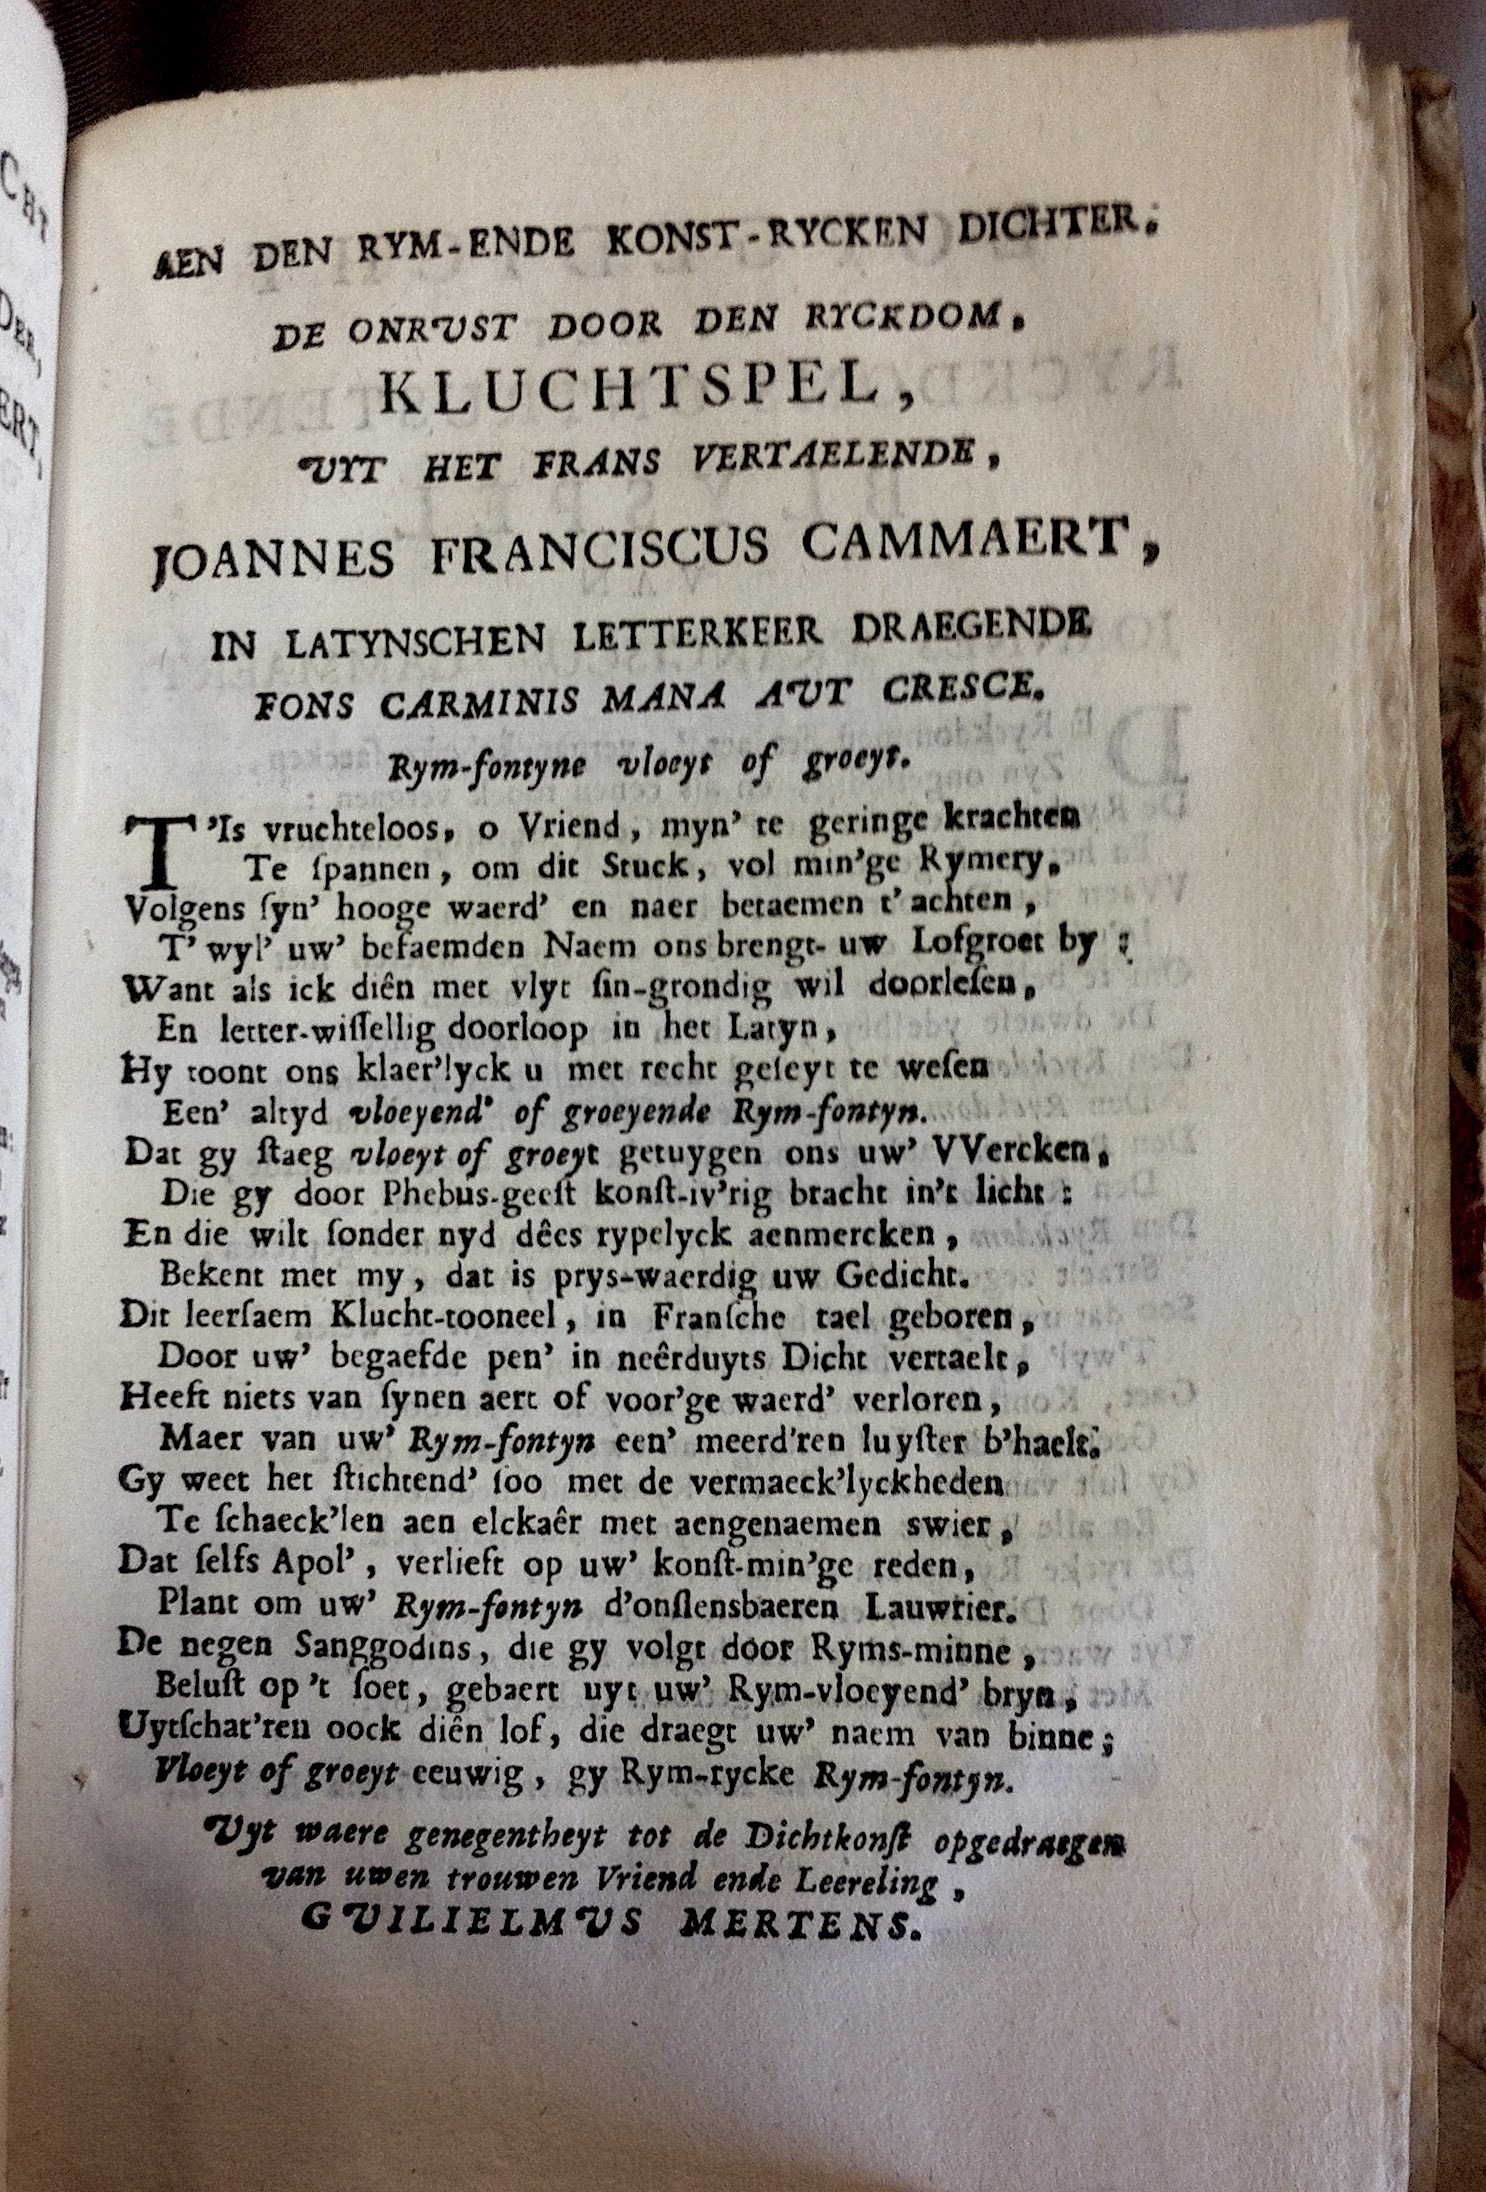 AEN DEN RYM-ENDE KONST-RYCKEN DICHTER.
DE ONRUST DOOR DEN RYCKDOM,
KLUCHTSPEL,
UYT HET FRANS VERTAELENDE,
JOANNES FRANCISCUS CAMMAERT,
IN LATYNSCHEN LETTERKEER DRAEGENDE
FONS CARMINIS MANA AUT CRESCE.
Rym-fontyne vloeyt of groeyt.
T'Is vruchteloos, o Vriend, myn' te geringe krachten
Te ſpannen, om dit Stuck, vol min'ge Rymery,
Volgens ſyn' hooge waerd' en naer betaemen t' achten,
T' wyl' uw' befaemden Naem ons brengt- uw Lofgroet by :
Want als ick diên met vlyt ſin-grondig wil doorleſen,
En letter-wiſſellig doorloop in het Latyn,
Hy toont ons klaer'lyck u met recht geſeyt te weſen
Een' altyd vloeyend' of groeyende Rym-fontyn.
Dat gy ſtaeg vloeyt of groeyt getuygen ons uw' VVercken,
Die gy door Phebus-geeſt konſt-iv'rig bracht in't licht :
En die wilt ſonder nyd dêes rypelyck aenmercken,
Bekent met my, dat is prys-waerdig uw Gedicht.
Dit leerſaem Klucht-tooneel, in Franſche tael geboren,
Door uw' begaefde pen' in neêrduyts Dicht vertaelt,
Heeft niets van ſynen aert of voor'ge waerd' verloren,
Maer van uw' Rym-fontyn een' meerd'ren luyſter b'haelt.
Gy weet het ſtichtend' ſoo met de vermaeck'lyckheden
Te ſchaeck'len aen elckaêr met aengenaemen swier,
Dat ſelfs Apol', verlieft op uw' konſt-min'ge reden,
Plant om uw' Rym-fontyn d'onſlensbaeren Lauwrier.
De negen Sanggodins, die gy volgt door Ryms-minne,
Beluſt op 't ſoet, gebaert uyt uw' Rym-vloeyend' bryn,
Uytſchat'ren oock diên lof, die draegt uw' naem van binne;
Vloeyt of groeyt eeuwig, gy Rym-rycke Rym-fontyn.
Uyt waere genegentheyt tot de Dichtkonſt opgedraegen
van uwen trouwen Vriend ende Leereling,
GUILIELMUS MERTENS.